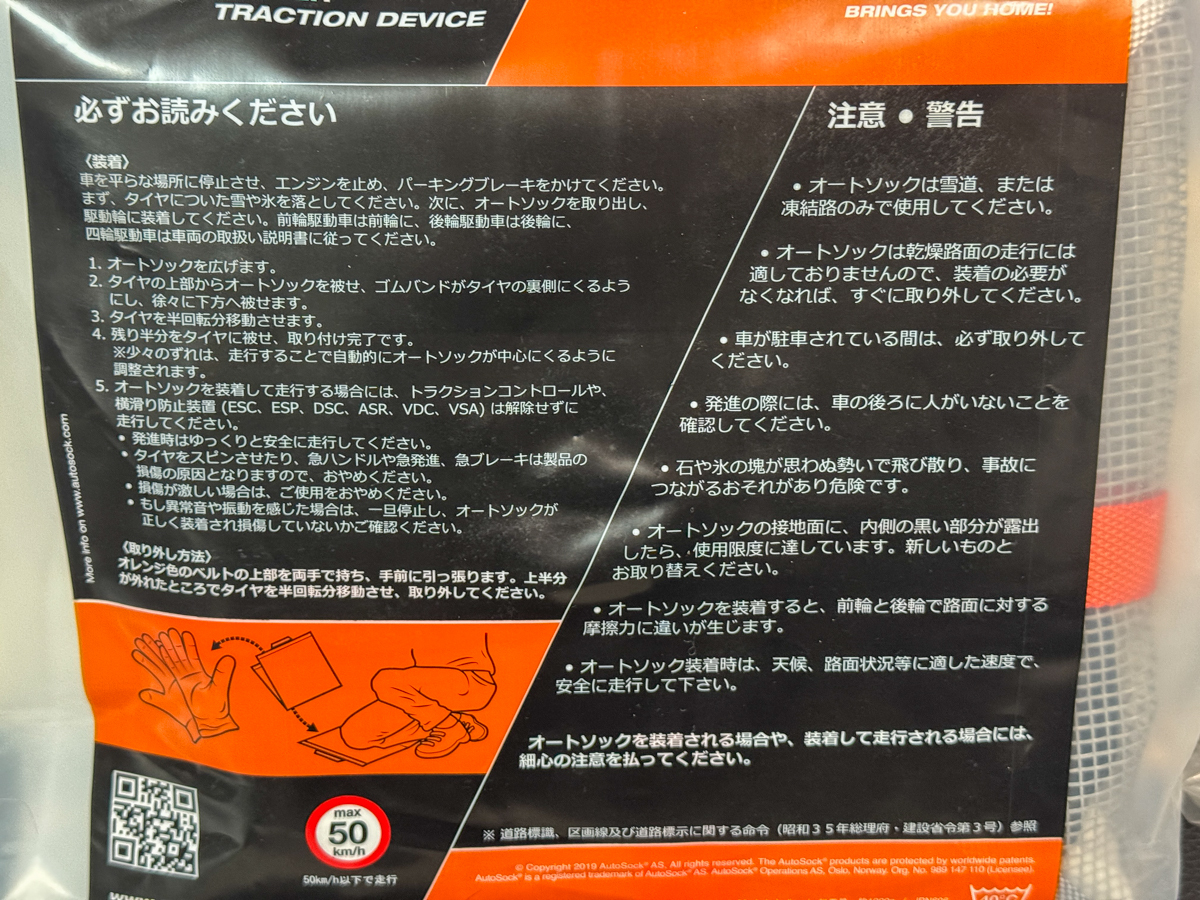 TRACTION DEVICE
BRINGS YOU HOME!
必ずお読みください
〈装着〉
車を平らな場所に停止させ、エンジンを止め、パーキングブレーキをかけてください。
まず、タイヤについた雪や氷を落としてください。次に、オートソックを取り出し、
駆動輪に装着してください。前輪駆動車は前輪に、後輪駆動車は後輪に、
四輪駆動車は車両の取扱い説明書に従ってください。
1. オートソックを広げます。
2. タイヤの上部からオートソックを被せ、ゴムバンドがタイヤの裏側にくるよう
にし、徐々に下方へ被せます。
3. タイヤを半回転分移動させます。
4. 残り半分をタイヤに被せ、取り付け完了です。
※少々のずれは、走行することで自動的にオートソックが中心にくるように
調整されます。
5. オートソックを装着して走行する場合には、トラクションコントロールや、
横滑り防止装置 (ESC、ESP、DSC、ASR、VDC、VSA) は解除せずに
走行してください。
• 発進時はゆっくりと安全に走行してください。
• タイヤをスピンさせたり、急ハンドルや急発進、急ブレーキは製品の
損傷の原因となりますので、おやめください。
• 損傷が激しい場合は、ご使用をおやめください。
• もし異常音や振動を感じた場合は、一旦停止し、オートソックが
正しく装着され損傷していないかご確認ください。
〈取り外し方法〉
オレンジ色のベルトの上部を両手で持ち、手前に引っ張ります。上半分
が外れたところでタイヤを半回転分移動させ、取り外してください。
More info on www.autosock.com
max
50
km/h
50km/h以下で走行
注意 • 警告
• オートソックは雪道、または
凍結路のみで使用してください。
• オートソックは乾燥路面の走行には
適しておりませんので、装着の必要が
なくなれば、すぐに取り外してください。
• 車が駐車されている間は、必ず取り外して
ください。
• 発進の際には、車の後ろに人がいないことを
確認してください。
• 石や氷の塊が思わぬ勢いで飛び散り、事故に
つながるおそれがあり危険です。
• オートソックの接地面に、内側の黒い部分が露出
したら、使用限度に達しています。新しいものと
お取り替えください。
• オートソックを装着すると、前輪と後輪で路面に対する
摩擦力に違いが生じます。
• オートソック装着時は、天候、路面状況等に適した速度で、
安全に走行して下さい。
オートソックを装着される場合や、装着して走行される場合には、
細心の注意を払ってください。
※ 道路標識、区画線及び道路標示に関する命令（昭和３５年総理府・建設省令第３号）参照
© Copyright 2019 AutoSock® AS. All rights reserved. The AutoSock® products are protected by worldwide patents.
AutoSock® is a registered trademark of AutoSock® AS. AutoSock® Operations AS, Oslo, Norway. Org. No. 989 147 110 (Licensee).
40°C